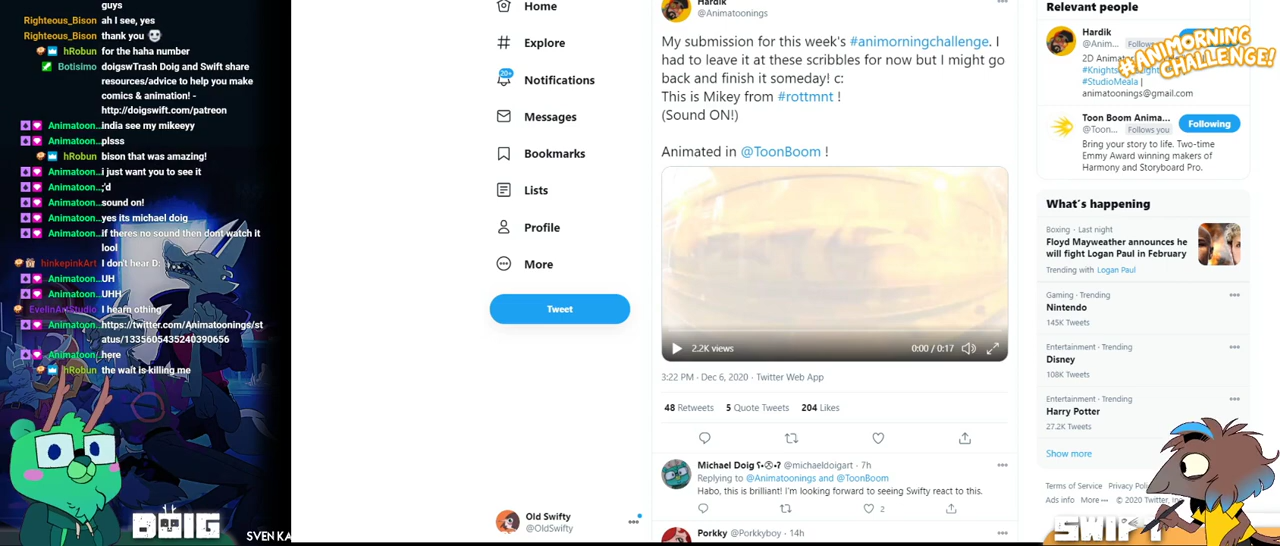 guys
Righteous_Bison ah I see, yes
Righteous_Bison thank you
hRobun for the haha number
Botisimo doigswTrash Doig and Swift share
resources/advice to help you make
comics & animation! -
http://doigswift.com/patreon
Animatoon... india see my mikeeyy
Animatoon... plsss
hRobun bison that was amazing!
Animatoon... i just want you to see it
Animatoon... ;'d
Animatoon... sound on!
Animatoon... yes its michael doig
Animatoon... if theres no sound then dont watch it
lool
hinkepinkArt I don't hear D:
Animatoon... UH
Animatoon... UHH
EvelinArtStudio I hearn othing
Animatoon... https://twitter.com/Animatoonings/st
atus/1335605435240390656
Animatoon... here
hRobun the wait is killing me
DOIG
SVEN KA
Home
Explore
20+
Notifications
Messages
Bookmarks
Lists
Profile
More
Tweet
Old Swifty
@OldSwifty
Hardik
@Animatoonings
My submission for this week's #animorningchallenge. I
had to leave it at these scribbles for now but I might go
back and finish it someday! c:
This is Mikey from #rottmnt !
(Sound ON!)
Animated in @ToonBoom !
2.2K views
0:00 / 0:17
3:22 PM · Dec 6, 2020 · Twitter Web App
48 Retweets 5 Quote Tweets 204 Likes
Michael Doig @michaeldoigart · 7h
Replying to @Animatoonings and @ToonBoom
Habo, this is brilliant! I'm looking forward to seeing Swifty react to this.
2
Porkky @Porkkyboy · 14h
Relevant people
Hardik
@Anim... Follows
2D Animator
#Knights
#StudioMeala |
animatoonings@gmail.com
#ANIMORNING
CHALLENGE!
Toon Boom Anima...
@Toon... Follows you
Following
Bring your story to life. Two-time
Emmy Award winning makers of
Harmony and Storyboard Pro.
What's happening
Boxing · Last night
Floyd Mayweather announces he
will fight Logan Paul in February
Trending with Logan Paul
Gaming · Trending
Nintendo
145K Tweets
Entertainment · Trending
Disney
108K Tweets
Entertainment · Trending
Harry Potter
27.2K Tweets
Show more
Terms of Service Privacy
Ads info More © 2020 Twitter, Inc
SWIFT